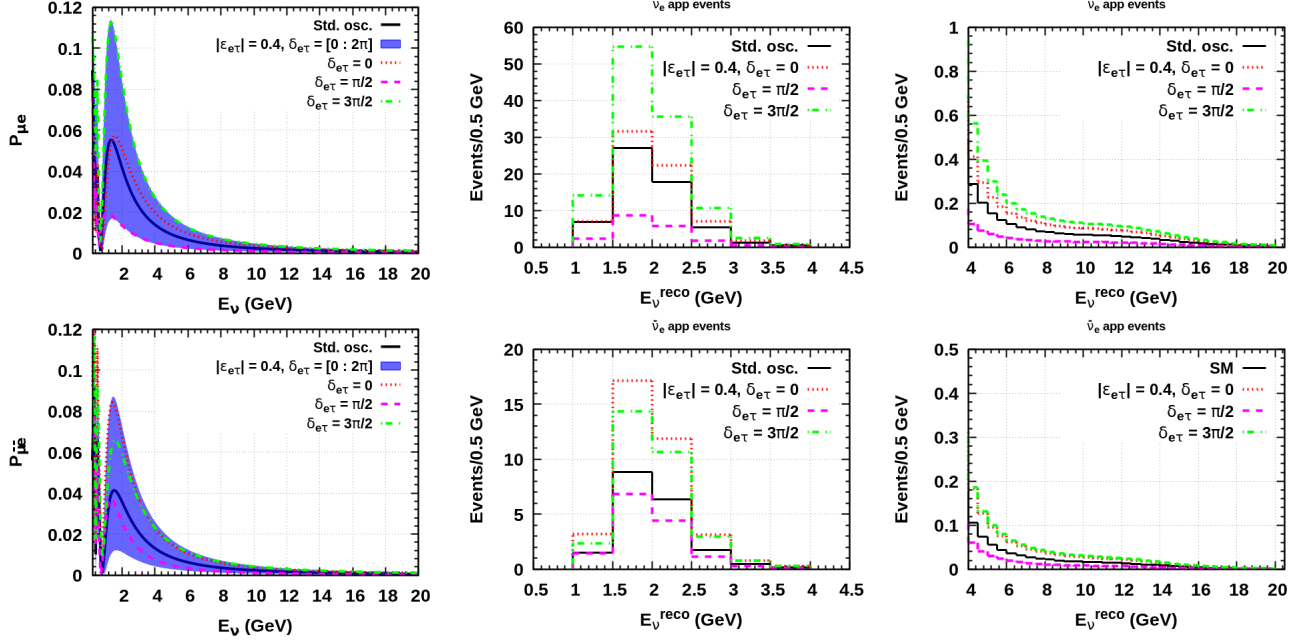 0.12
0.1
0.08
0.06
0.04
0.02
0
P_μe
Std. osc.
|ε_eτ| = 0.4, δ_eτ = [0 : 2π]
δ_eτ = 0
δ_eτ = π/2
δ_eτ = 3π/2
2 4 6 8 10 12 14 16 18 20
E_ν (GeV)
ν_e app events
60
50
40
30
20
10
0
Events/0.5 GeV
Std. osc.
|ε_eτ| = 0.4, δ_eτ = 0
δ_eτ = π/2
δ_eτ = 3π/2
0.5 1 1.5 2 2.5 3 3.5 4 4.5
E_ν^reco (GeV)
ν_e app events
1
0.8
0.6
0.4
0.2
0
Events/0.5 GeV
Std. osc.
|ε_eτ| = 0.4, δ_eτ = 0
δ_eτ = π/2
δ_eτ = 3π/2
4 6 8 10 12 14 16 18 20
E_ν^reco (GeV)
0.12
0.1
0.08
0.06
0.04
0.02
0
P_μ̄ē
Std. osc.
|ε_eτ| = 0.4, δ_eτ = [0 : 2π]
δ_eτ = 0
δ_eτ = π/2
δ_eτ = 3π/2
2 4 6 8 10 12 14 16 18 20
E_ν (GeV)
ν̄_e app events
20
15
10
5
0
Events/0.5 GeV
Std. osc.
|ε_eτ| = 0.4, δ_eτ = 0
δ_eτ = π/2
δ_eτ = 3π/2
0.5 1 1.5 2 2.5 3 3.5 4 4.5
E_ν^reco (GeV)
ν̄_e app events
0.5
0.4
0.3
0.2
0.1
0
Events/0.5 GeV
SM
|ε_eτ| = 0.4, δ_eτ = 0
δ_eτ = π/2
δ_eτ = 3π/2
4 6 8 10 12 14 16 18 20
E_ν^reco (GeV)